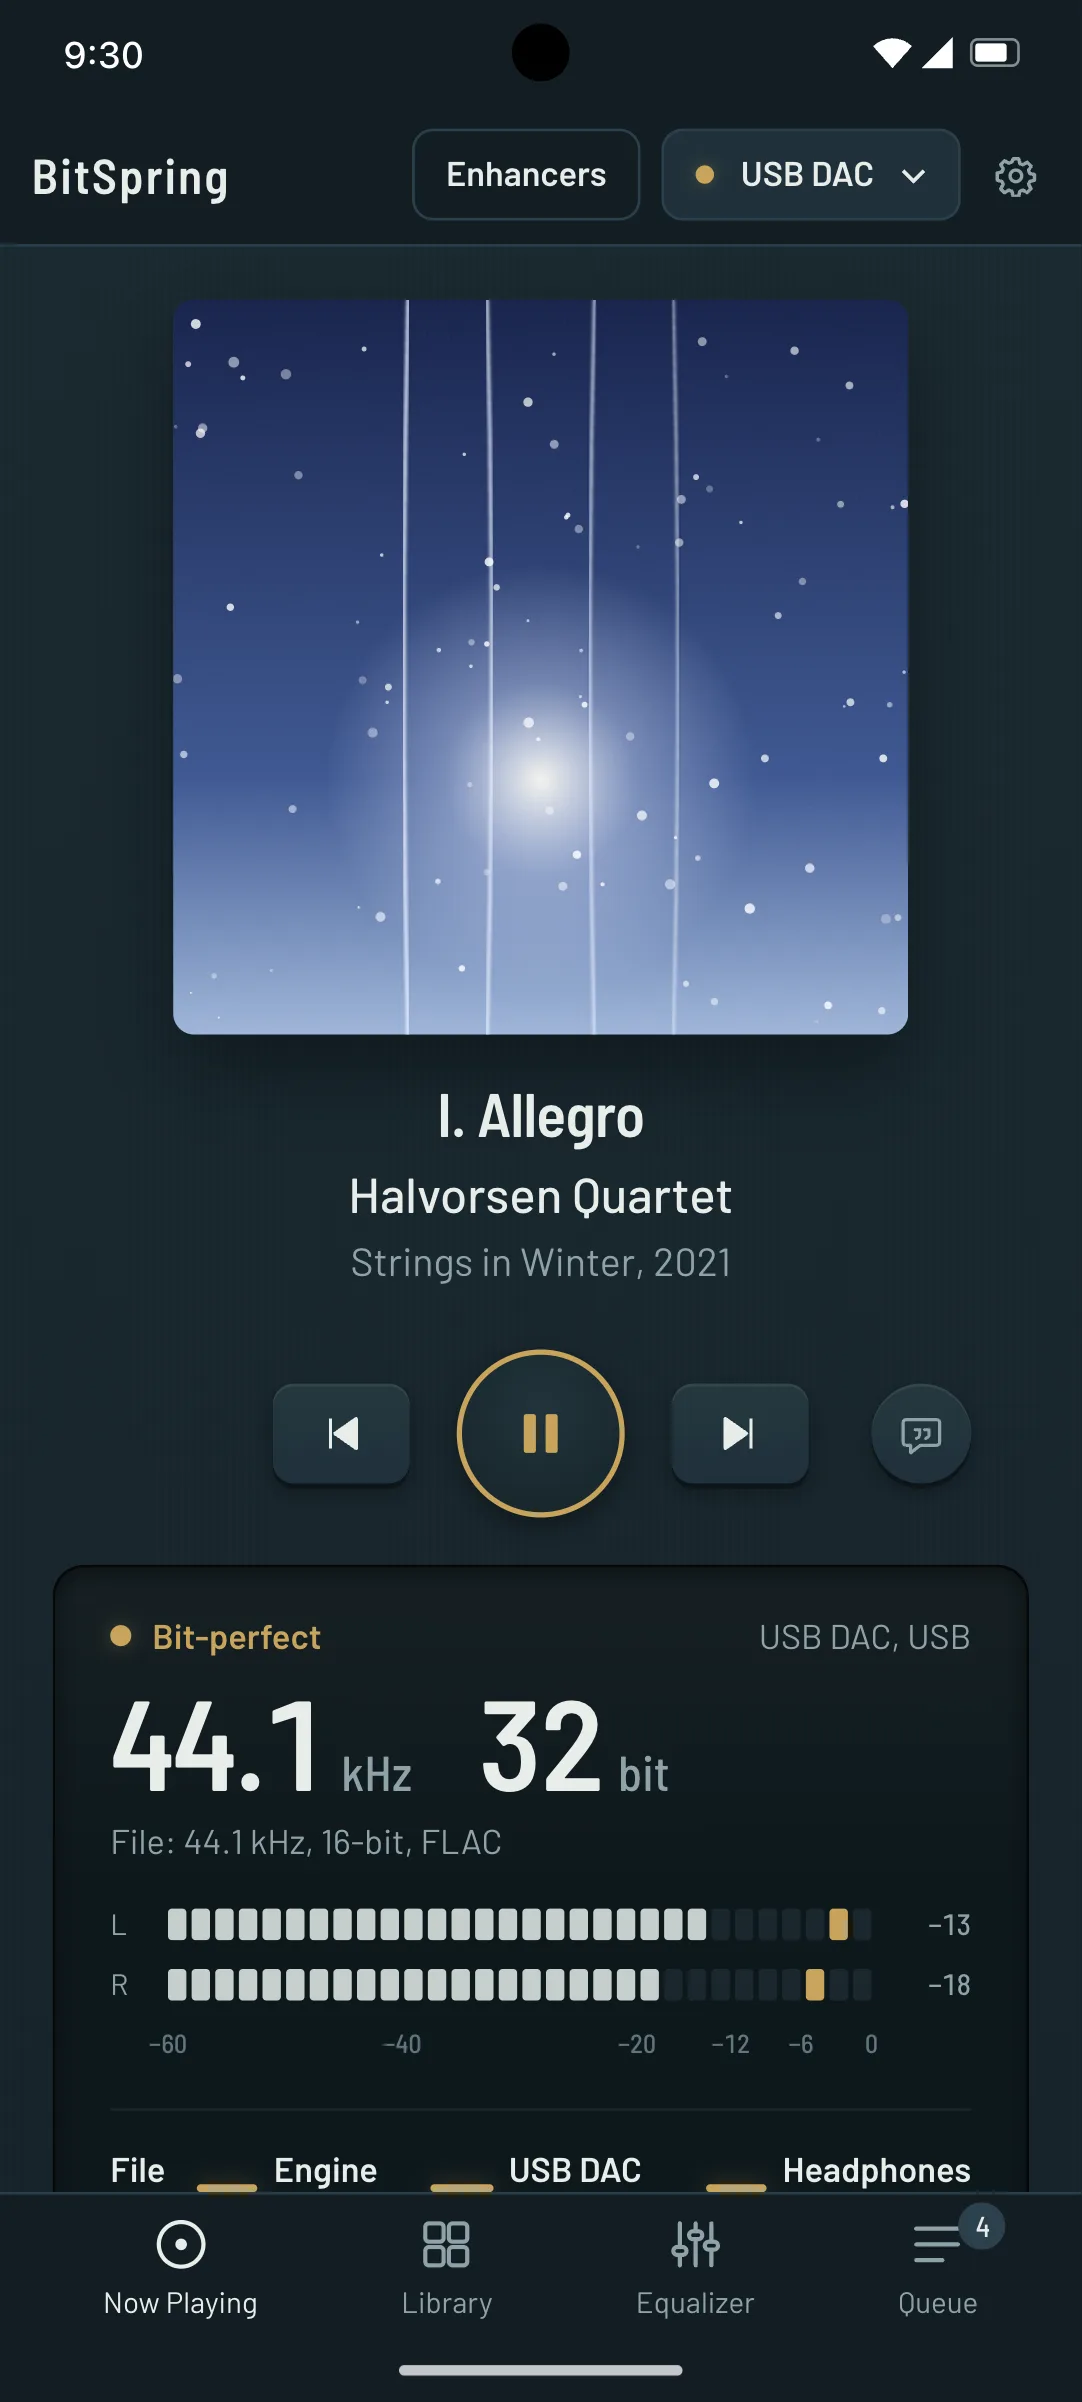 9:30
BitSpring
Enhancers
USB DAC
I. Allegro
Halvorsen Quartet
Strings in Winter, 2021
Bit-perfect
USB DAC, USB
44.1 kHz 32 bit
File: 44.1 kHz, 16-bit, FLAC
L −13
R −18
−60 −40 −20 −12 −6 0
File Engine USB DAC Headphones
4
Now Playing Library Equalizer Queue